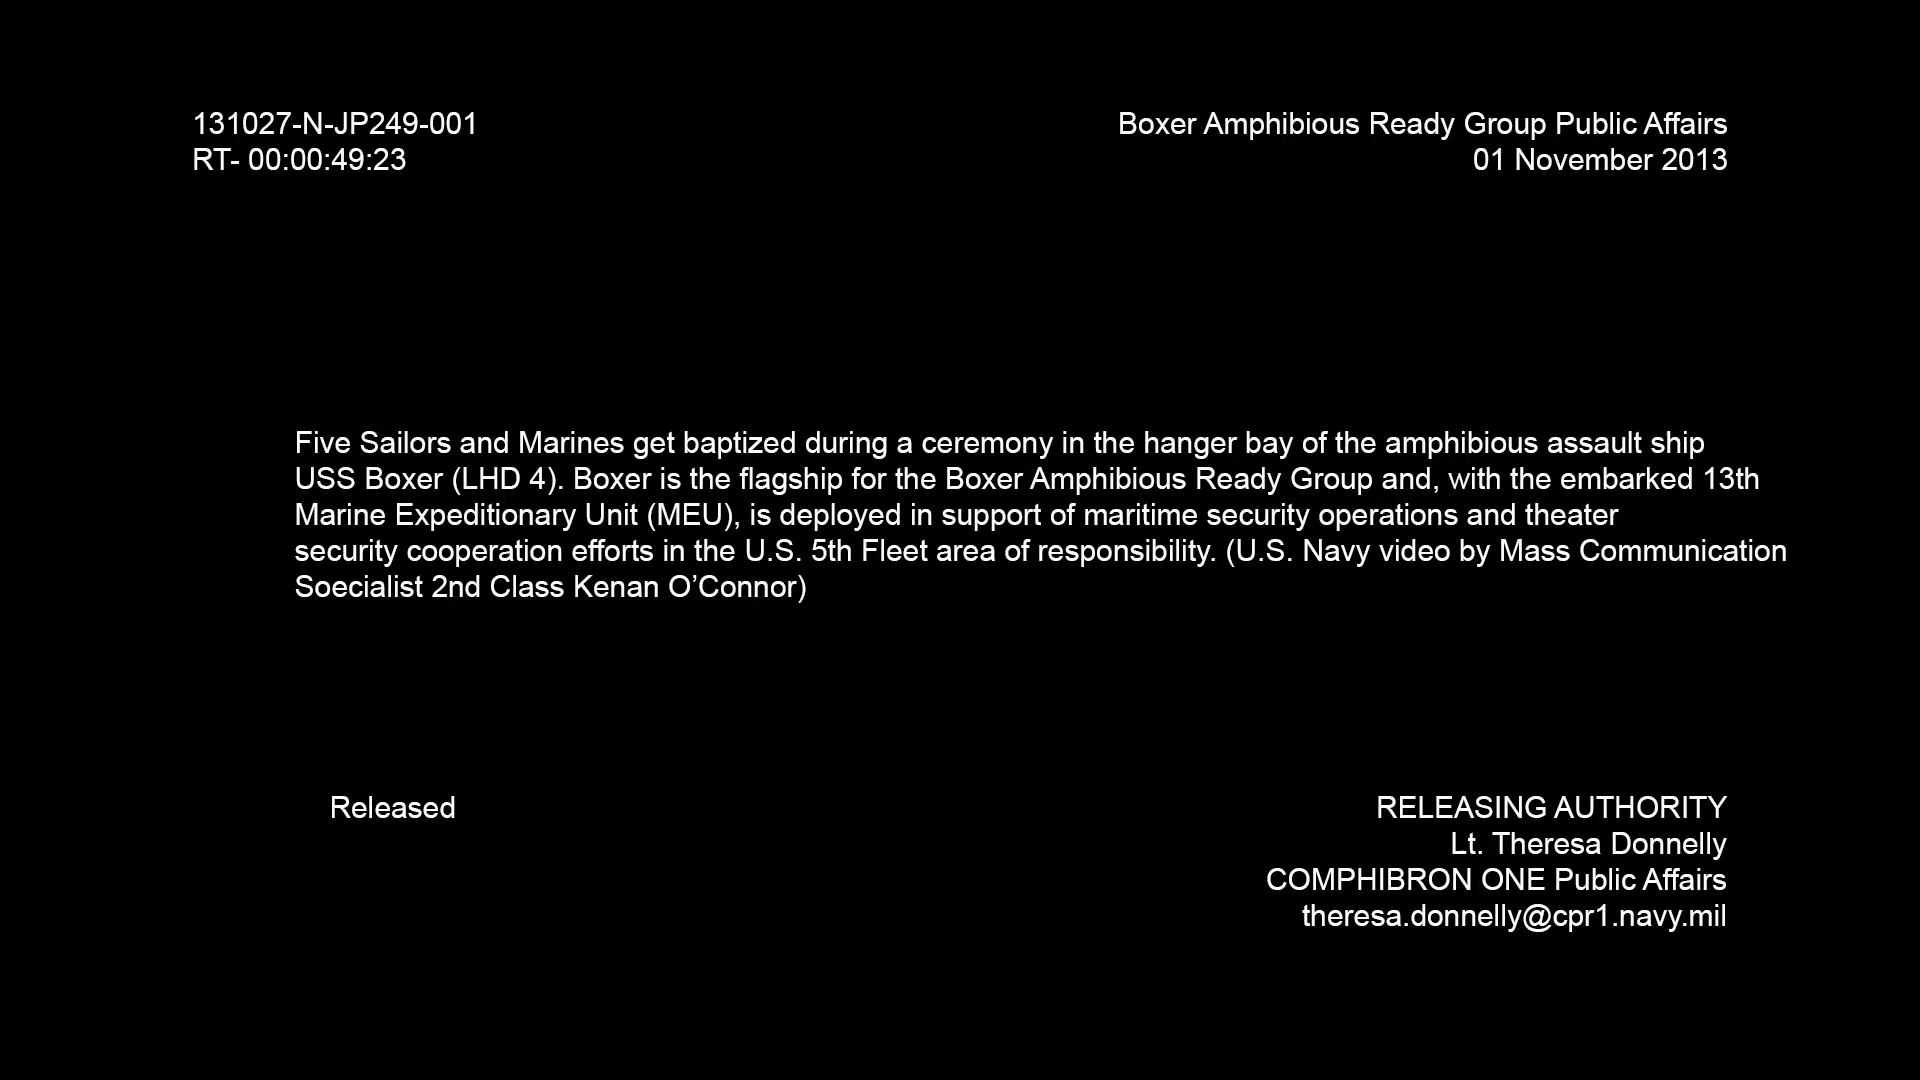 131027-N-JP249-001
RT- 00:00:49:23
Boxer Amphibious Ready Group Public Affairs
01 November 2013
Five Sailors and Marines get baptized during a ceremony in the hanger bay of the amphibious assault ship
USS Boxer (LHD 4). Boxer is the flagship for the Boxer Amphibious Ready Group and, with the embarked 13th
Marine Expeditionary Unit (MEU), is deployed in support of maritime security operations and theater
security cooperation efforts in the U.S. 5th Fleet area of responsibility. (U.S. Navy video by Mass Communication
Soecialist 2nd Class Kenan O’Connor)
Released
RELEASING AUTHORITY
Lt. Theresa Donnelly
COMPHIBRON ONE Public Affairs
theresa.donnelly@cpr1.navy.mil